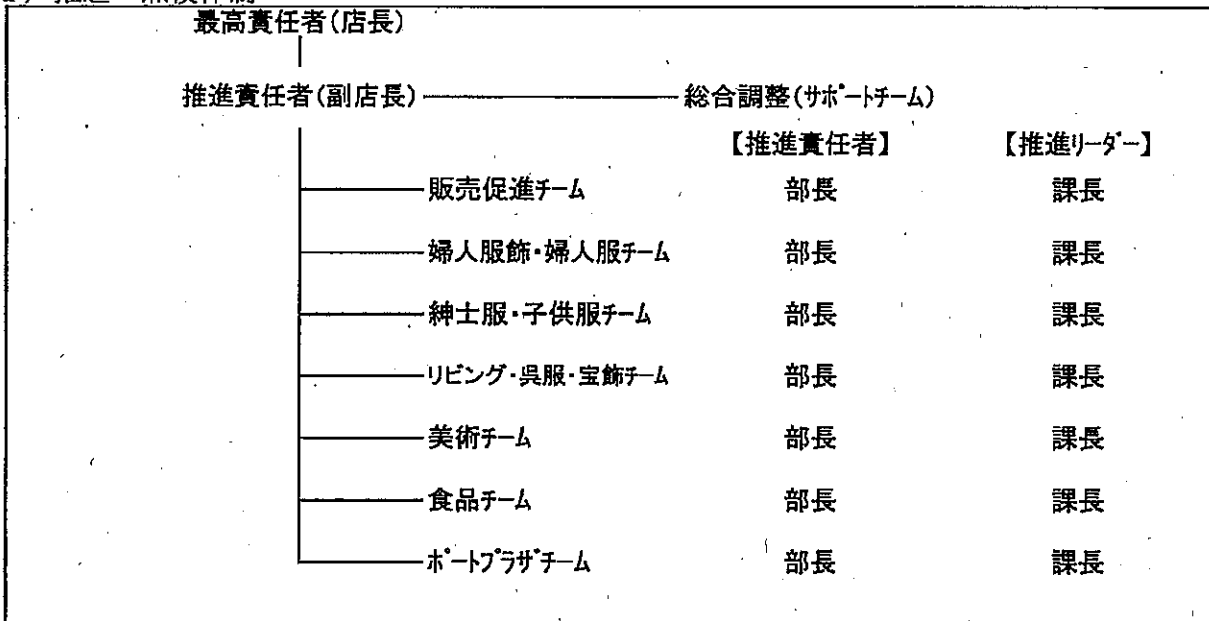 最高責任者(店長)
推進責任者(副店長) 総合調整(サポートチーム)
【推進責任者】 【推進リーダー】
販売促進チーム 部長 課長
婦人服飾・婦人服チーム 部長 課長
紳士服・子供服チーム 部長 課長
リビング・呉服・宝飾チーム 部長 課長
美術チーム 部長 課長
食品チーム 部長 課長
ポートプラザチーム 部長 課長